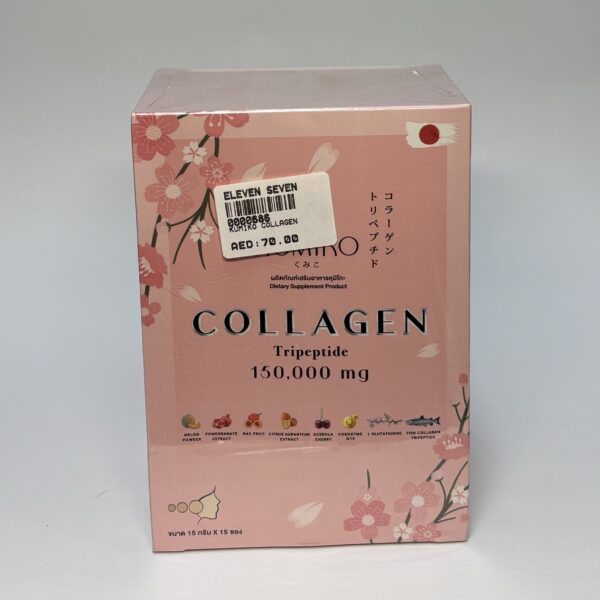 ELEVEN SEVEN
0000686
KUMIKO COLLAGEN
AED:70.00
コラーゲン
トリペプチド
くみこ
ผลิตภัณฑ์เสริมอาหารคุมิโกะ
Dietary Supplement Product
COLLAGEN
Tripeptide
150,000 mg
MELON POWDER
POMEGRANATE EXTRACT
GAC FRUIT
CITRUS AURANTIUM EXTRACT
ACEROLA CHERRY
COENZYME Q10
L-GLUTATHIONE
FISH COLLAGEN TRIPEPTIDE
ขนาด 15 กรัม X 15 ซอง